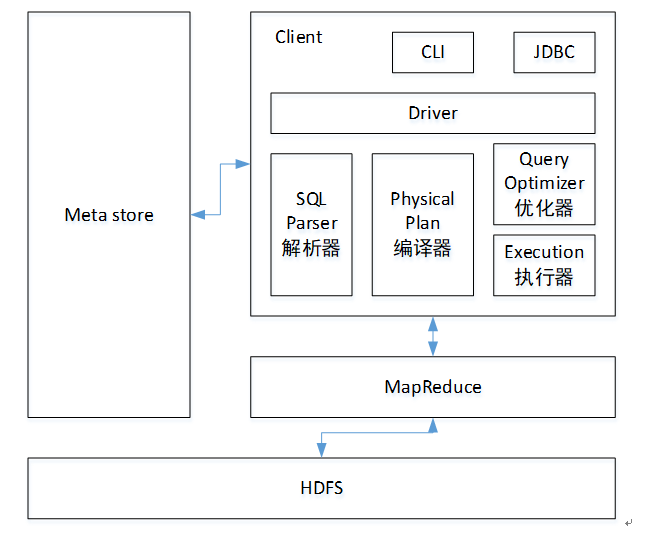 Client
CLI
JDBC
Driver
Meta store
SQL
Parser
解析器
Physical
Plan
编译器
Query
Optimizer
优化器
Execution
执行器
MapReduce
HDFS